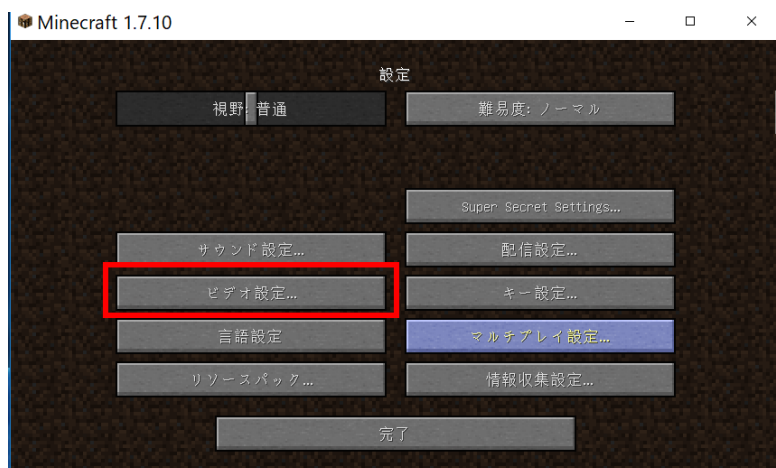 Minecraft 1.7.10
設定
視野: 普通
難易度: ノーマル
Super Secret Settings...
サウンド設定...
配信設定...
ビデオ設定...
キー設定...
言語設定
マルチプレイ設定...
リソースパック...
情報収集設定...
完了